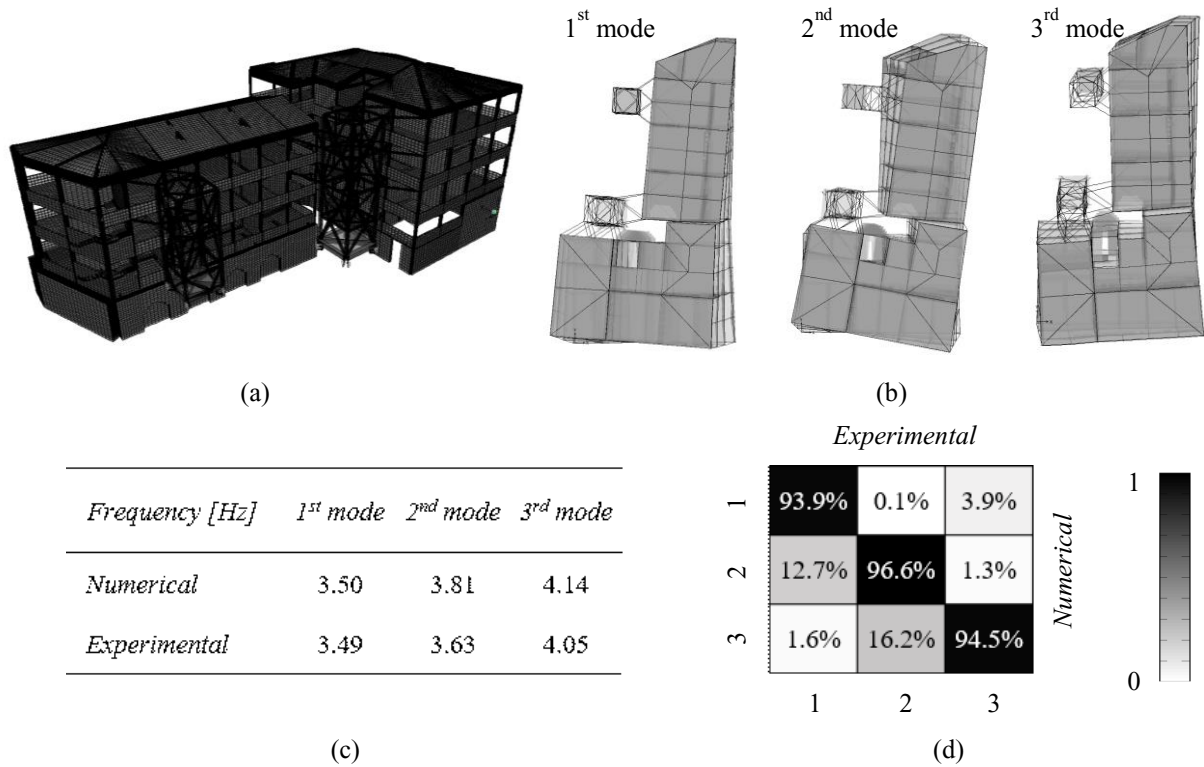 1st mode
2nd mode
3rd mode
(a)
(b)
Frequency [Hz] 1st mode 2nd mode 3rd mode
Numerical 3.50 3.81 4.14
Experimental 3.49 3.63 4.05
(c)
Experimental
1 93.9% 0.1% 3.9%
2 12.7% 96.6% 1.3%
3 1.6% 16.2% 94.5%
1 2 3
Numerical
1
0
(d)